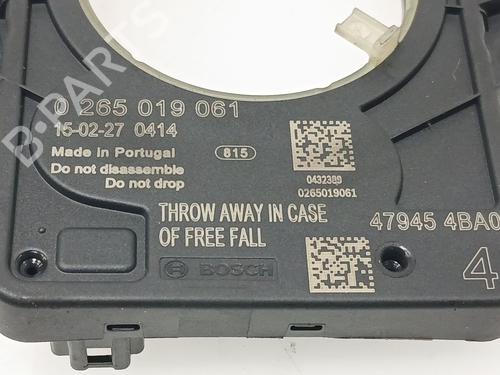 B-PARTS
0 265 019 061
15-02-27 0414
Made in Portugal
815
Do not disassemble
Do not drop
0432389
0265019061
THROW AWAY IN CASE
OF FREE FALL
47945 4BA0
BOSCH
4